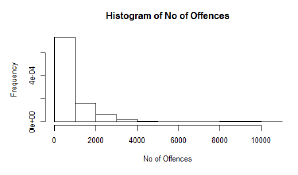 Histogram of No of Offences
Frequency
0e+00 4e-04
0 2000 4000 6000 8000 10000
No of Offences